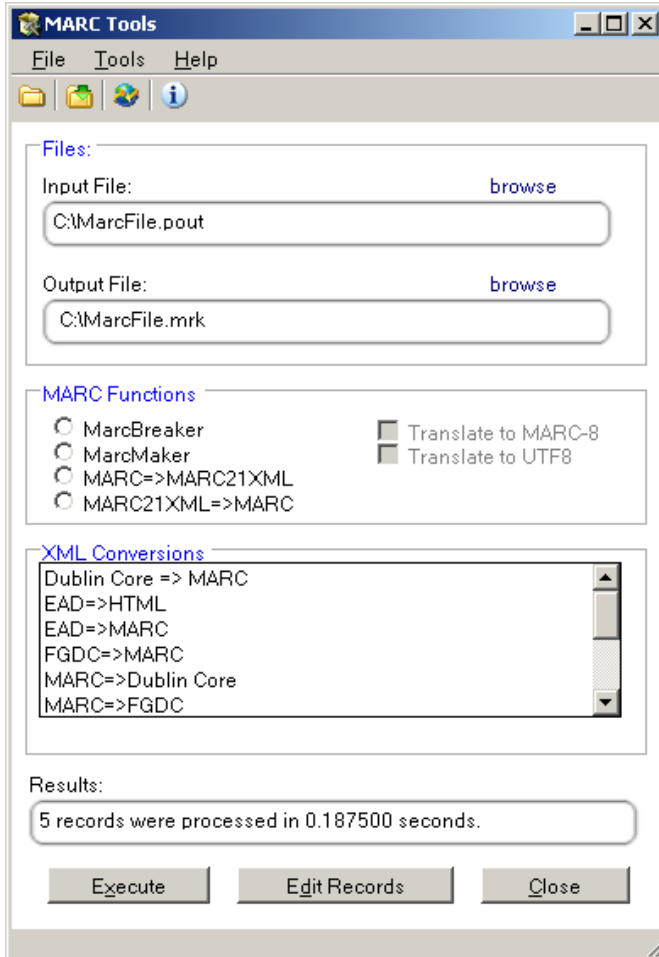 MARC Tools
File Tools Help
Files:
Input File: browse
C:\MarcFile.pout
Output File: browse
C:\MarcFile.mrk
MARC Functions
MarcBreaker
Translate to MARC-8
MarcMaker
Translate to UTF8
MARC=>MARC21XML
MARC21XML=>MARC
XML Conversions
Dublin Core => MARC
EAD=>HTML
EAD=>MARC
FGDC=>MARC
MARC=>Dublin Core
MARC=>FGDC
Results:
5 records were processed in 0.187500 seconds.
Execute Edit Records Close